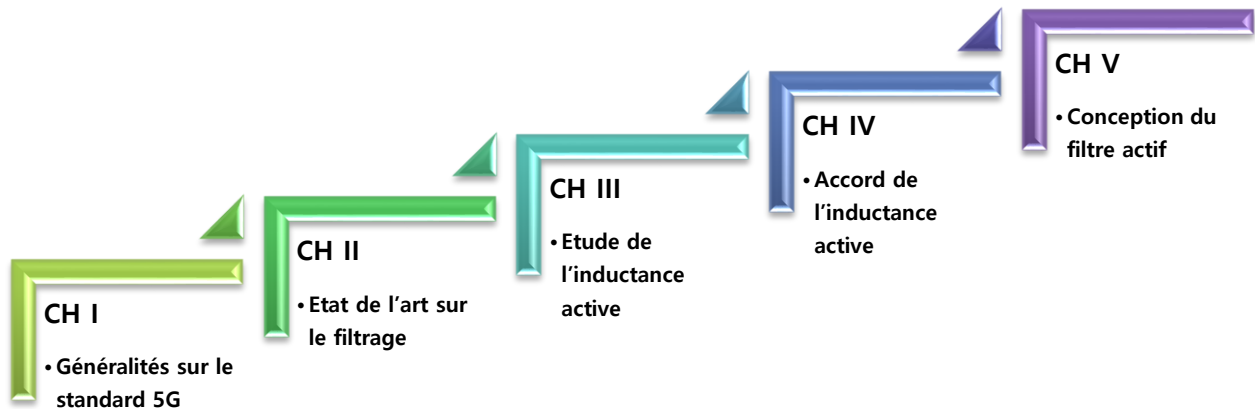 CH I
• Généralités sur le
standard 5G
CH II
• Etat de l'art sur
le filtrage
CH III
• Etude de
l'inductance
active
CH IV
• Accord de
l'inductance
active
CH V
• Conception du
filtre actif